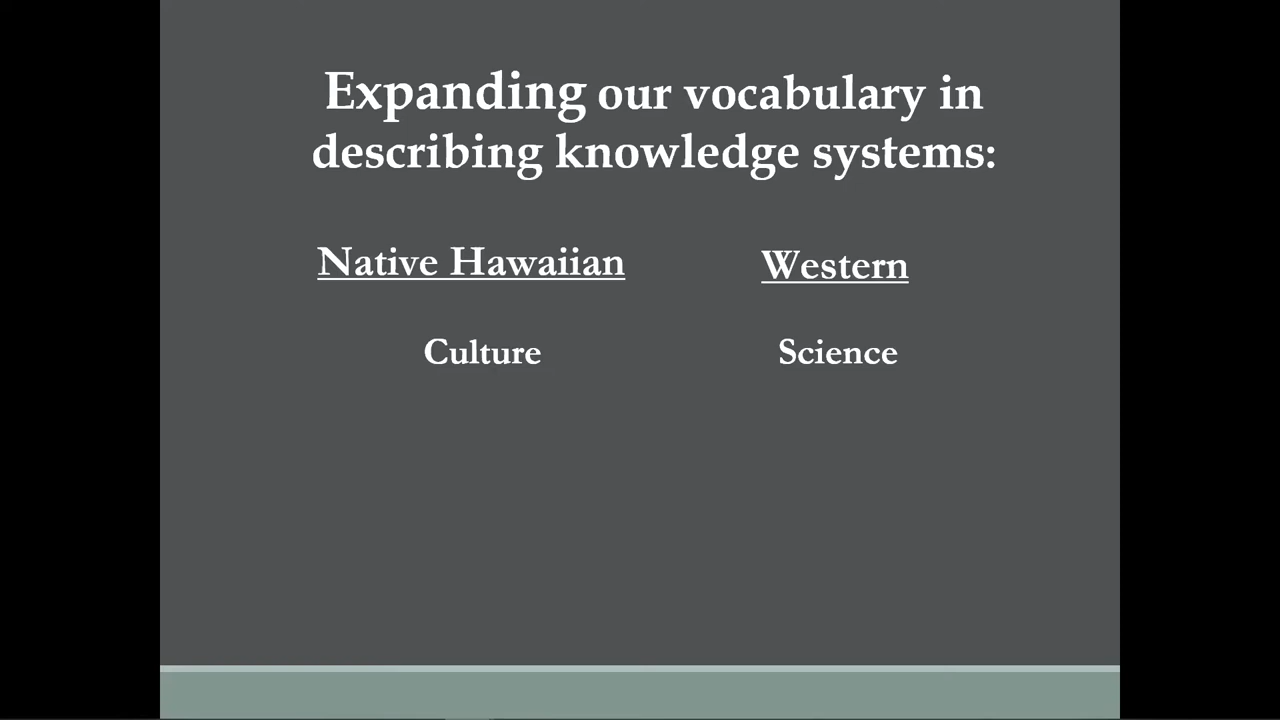 Expanding our vocabulary in
describing knowledge systems:
Native Hawaiian Western
Culture Science